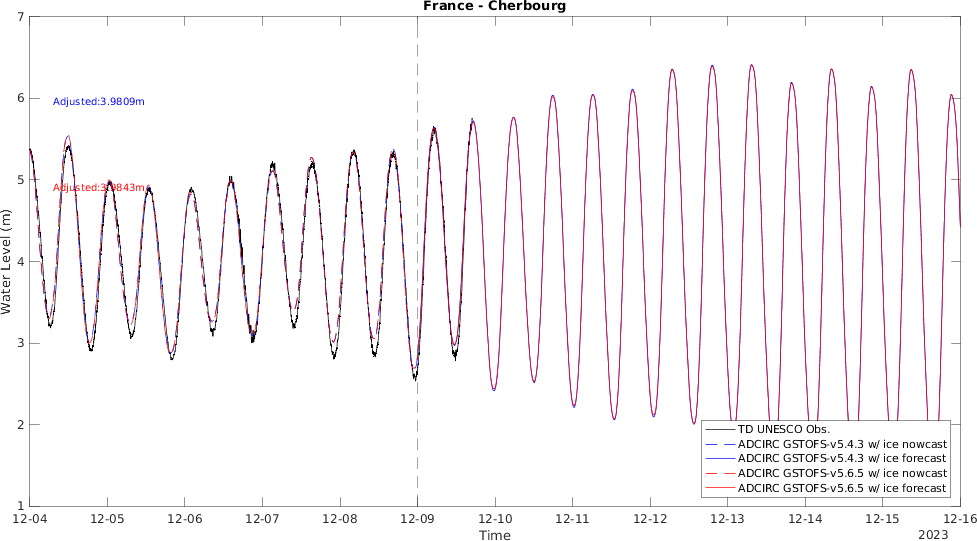 France - Cherbourg
7
6
5
4
3
2
1
Water Level (m)
Adjusted:3.9809m
Adjusted:3.9843m
TD UNESCO Obs.
ADCIRC GSTOFS-v5.4.3 w/ ice nowcast
ADCIRC GSTOFS-v5.4.3 w/ ice forecast
ADCIRC GSTOFS-v5.6.5 w/ ice nowcast
ADCIRC GSTOFS-v5.6.5 w/ ice forecast
12-04 12-05 12-06 12-07 12-08 12-09 12-10 12-11 12-12 12-13 12-14 12-15 12-16
Time
2023